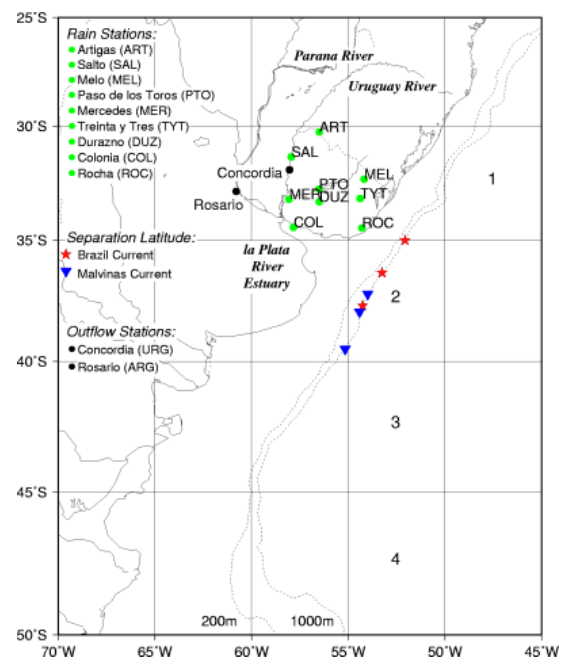 25°S
Rain Stations:
Artigas (ART)
Salto (SAL)
Melo (MEL)
Paso de los Toros (PTO)
Mercedes (MER)
Treinta y Tres (TYT)
Durazno (DUZ)
Colonia (COL)
Rocha (ROC)
Parana River
Uruguay River
30°S
ART
SAL
Concordia
MEL
1
PTO
MER
DUZ
TYT
Rosario
COL
ROC
35°S
Separation Latitude:
Brazil Current
Malvinas Current
la Plata
River
Estuary
2
Outflow Stations:
Concordia (URG)
Rosario (ARG)
40°S
3
45°S
4
200m
1000m
50°S
70°W
65°W
60°W
55°W
50°W
45°W